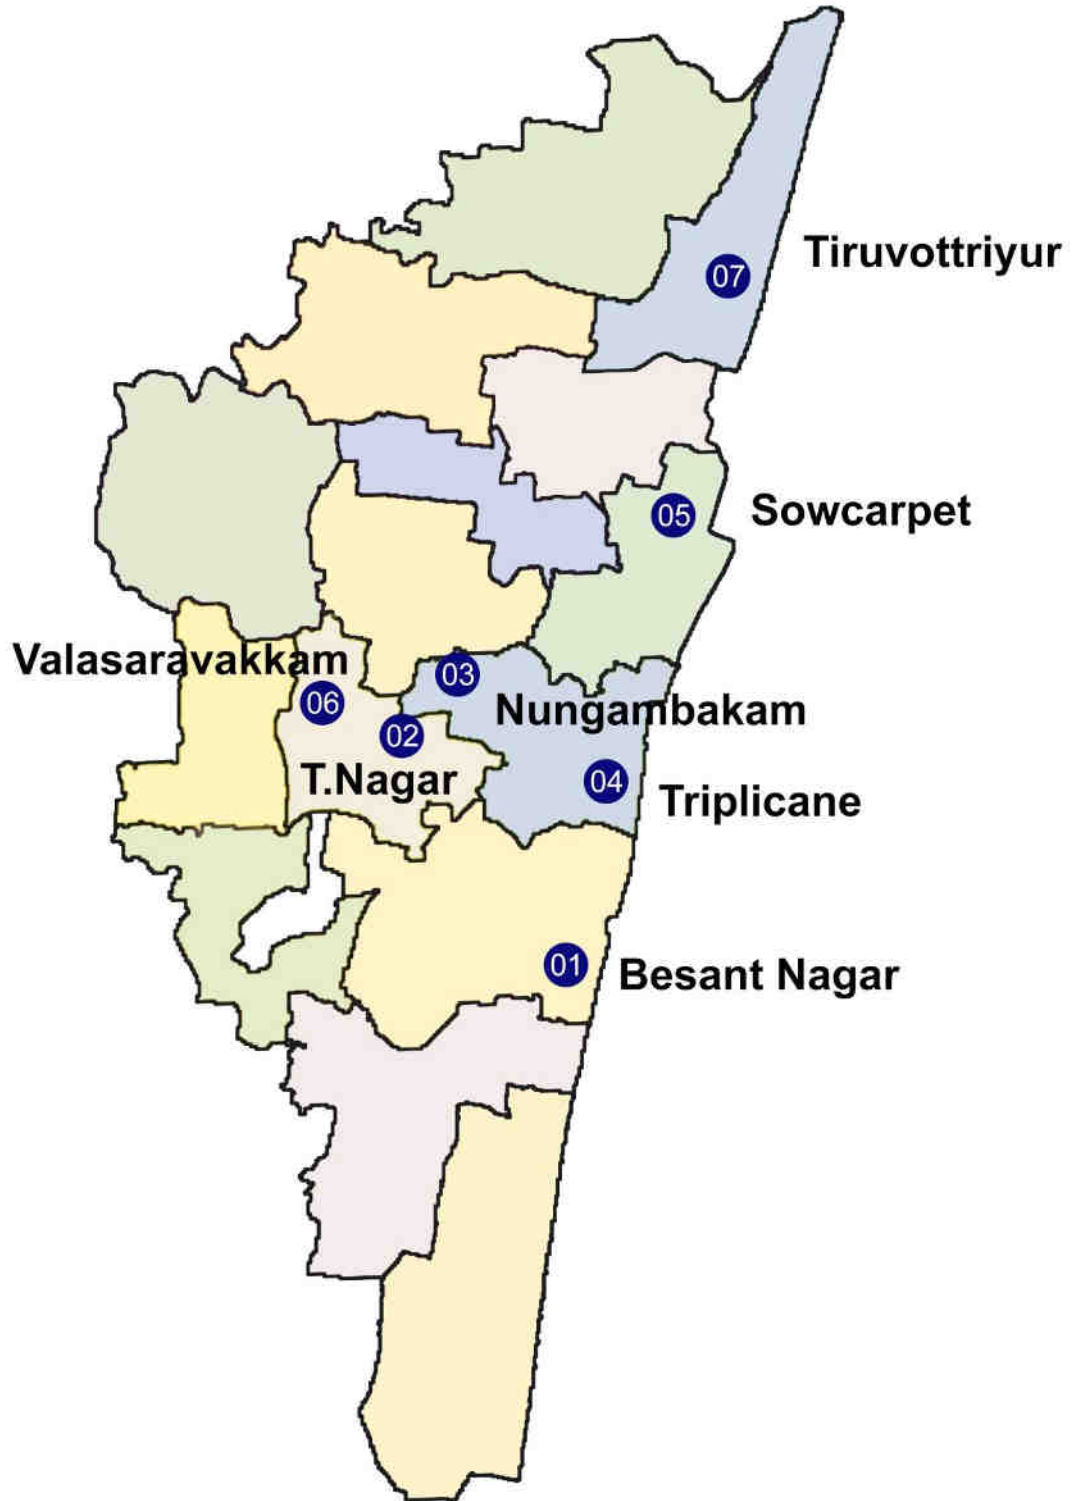 Tiruvottriyur
07
05
Sowcarpet
Valasaravakkam
03
06
Nungambakam
02
T.Nagar
04
Triplicane
01
Besant Nagar